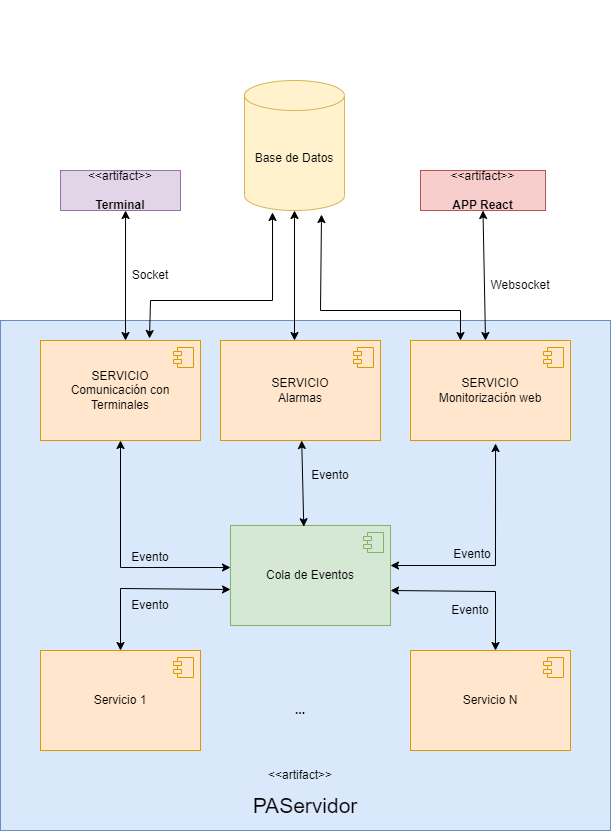 Base de Datos
<<artifact>>
Terminal
<<artifact>>
APP React
Socket
Websocket
SERVICIO
Comunicación con
Terminales
SERVICIO
Alarmas
SERVICIO
Monitorización web
Evento
Evento
Evento
Cola de Eventos
Evento
Evento
Servicio 1
...
Servicio N
<<artifact>>
PAServidor